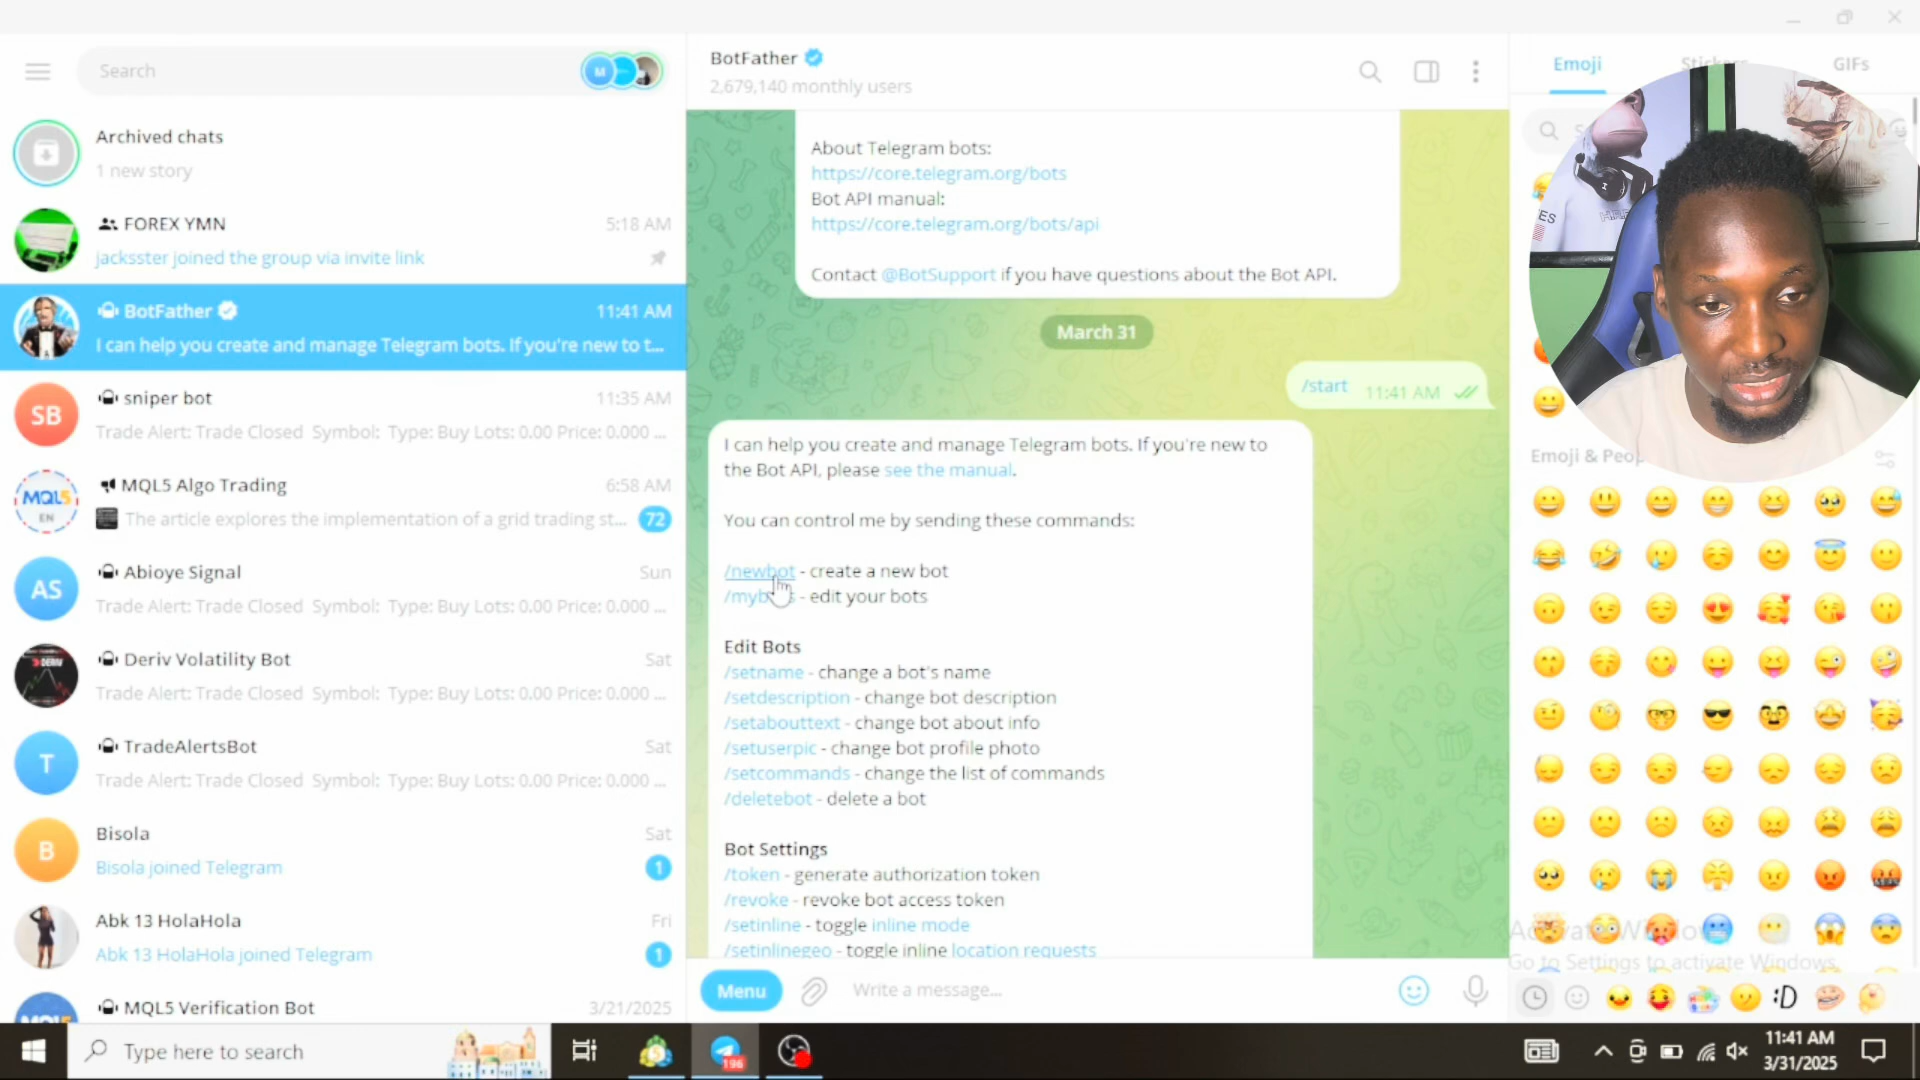 Search
M
Archived chats
1 new story
FOREX YMN
5:18 AM
jacksster joined the group via invite link
BotFather
11:41 AM
I can help you create and manage Telegram bots. If you're new to t...
SB
sniper bot
11:35 AM
Trade Alert: Trade Closed Symbol: Type: Buy Lots: 0.00 Price: 0.000 ...
MQL5
EN
MQL5 Algo Trading
6:58 AM
The article explores the implementation of a grid trading st...
72
AS
Abioye Signal
Sun
Trade Alert: Trade Closed Symbol: Type: Buy Lots: 0.00 Price: 0.000 ...
DERIV
Deriv Volatility Bot
Sat
Trade Alert: Trade Closed Symbol: Type: Buy Lots: 0.00 Price: 0.000 ...
T
TradeAlertsBot
Sat
Trade Alert: Trade Closed Symbol: Type: Buy Lots: 0.00 Price: 0.000 ...
B
Bisola
Sat
Bisola joined Telegram
1
Abk 13 HolaHola
Fri
Abk 13 HolaHola joined Telegram
1
MQL5 Verification Bot
3/21/2025
BotFather
2,679,140 monthly users
About Telegram bots:
https://core.telegram.org/bots
Bot API manual:
https://core.telegram.org/bots/api
Contact @BotSupport if you have questions about the Bot API.
March 31
/start 11:41 AM
I can help you create and manage Telegram bots. If you're new to
the Bot API, please see the manual.
You can control me by sending these commands:
/newbot - create a new bot
- edit your bots
Edit Bots
/setname - change a bot's name
/setdescription - change bot description
/setabouttext - change bot about info
/setuserpic - change bot profile photo
/setcommands - change the list of commands
/deletebot - delete a bot
Bot Settings
/token - generate authorization token
/revoke - revoke bot access token
/setinline - toggle inline mode
/setinlinegeo - toggle inline location requests
Menu
Write a message...
Emoji
GIFs
Emoji &
Activate Windows
Go to Settings to activate Windows.
:D
Type here to search
196
11:41 AM
3/31/2025